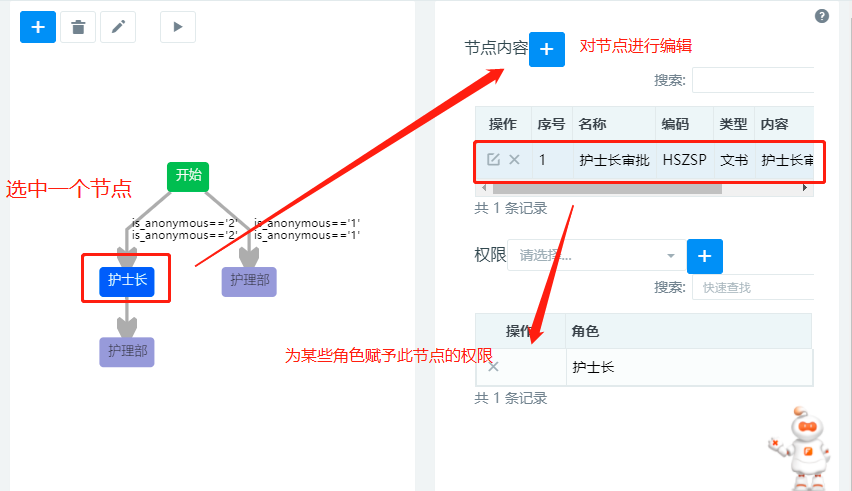 节点内容
对节点进行编辑
搜索:
操作 序号 名称 编码 类型 内容
1 护士长审批 HSZSP 文书 护士长审
共 1 条记录
选中一个节点
开始
is_anonymous=='2' is_anonymous=='1'
is_anonymous=='2' is_anonymous=='1'
护士长 护理部
护理部
权限 请选择...
搜索: 快速查找
操作 角色
为某些角色赋予此节点的权限
护士长
共 1 条记录